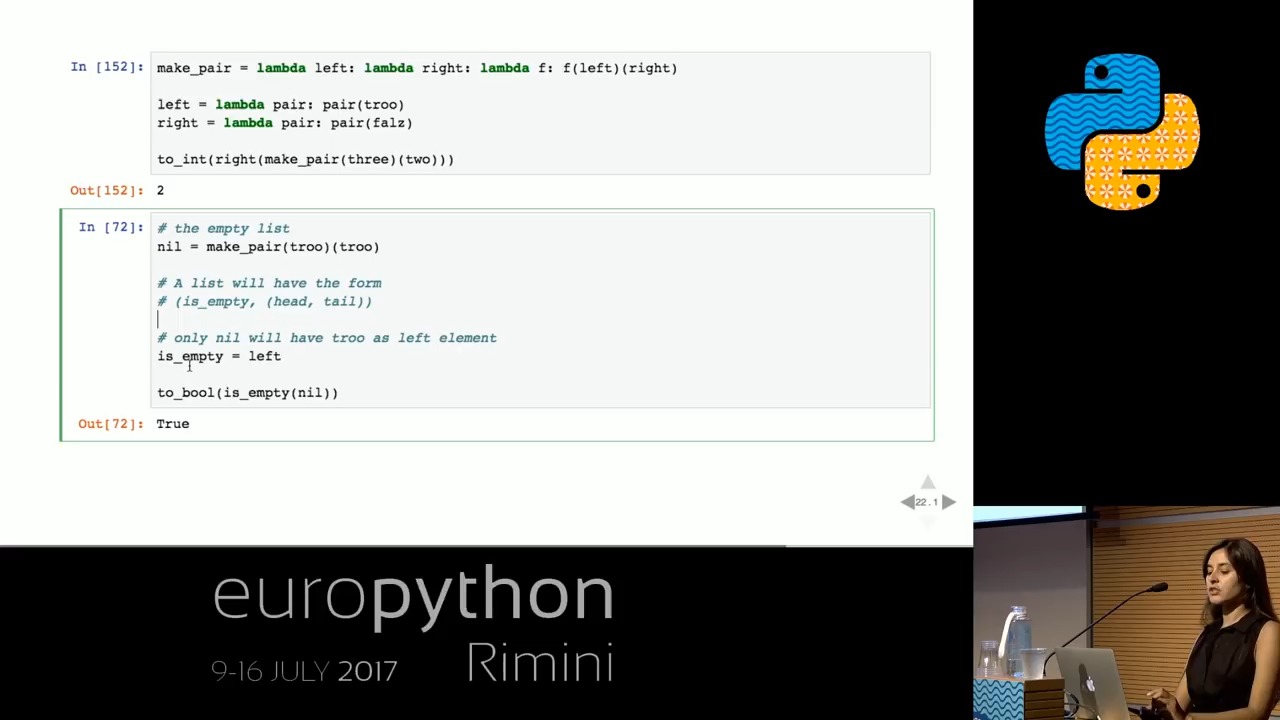 In [152]: make_pair = lambda left: lambda right: lambda f: f(left)(right)
left = lambda pair: pair(troo)
right = lambda pair: pair(falz)
to_int(right(make_pair(three)(two)))
Out[152]: 2
In [72]: # the empty list
nil = make_pair(troo)(troo)
# A list will have the form
# (is_empty, (head, tail))
# only nil will have troo as left element
is_empty = left
to_bool(is_empty(nil))
Out[72]: True
22.1
europython
Rimini
9-16 JULY 2017